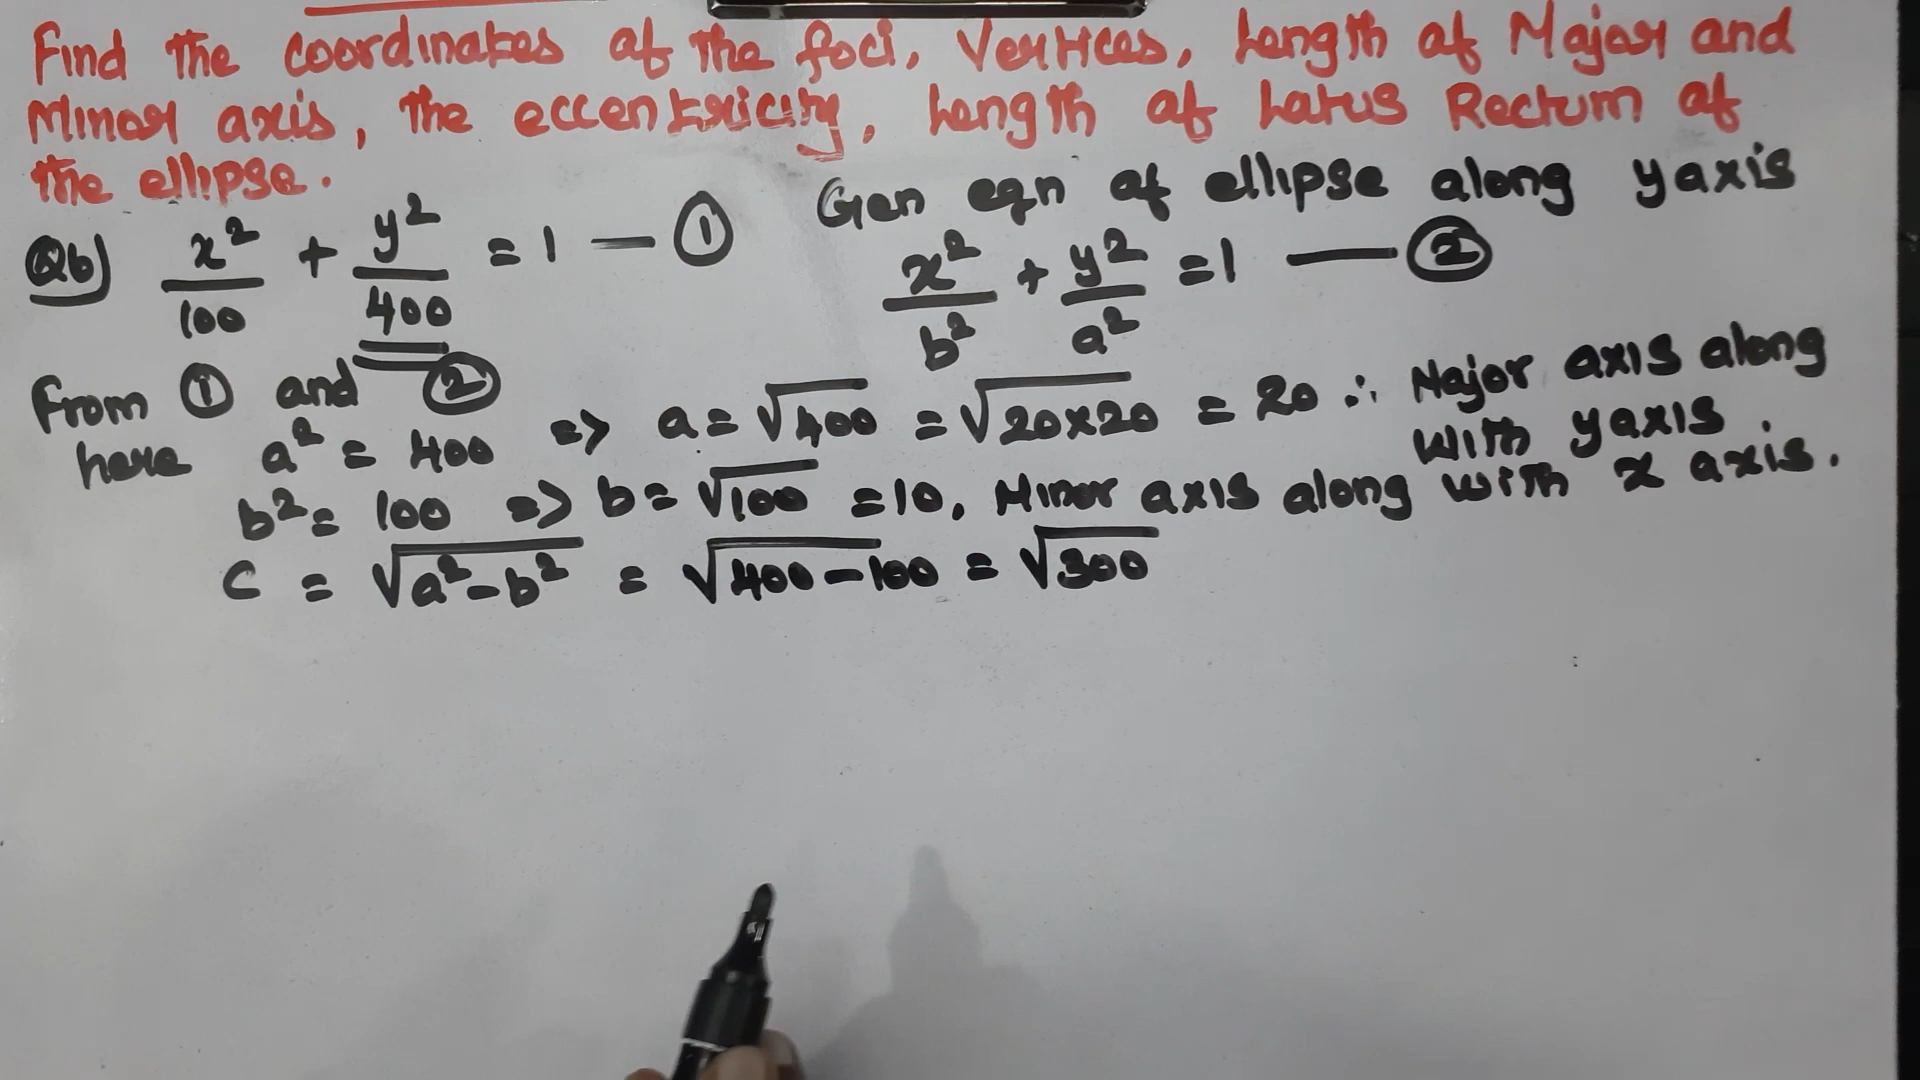 Find the coordinates of the foci, Vertices, Length of Major and
Minor axis, the eccentricity, Length of Latus Rectum of
the ellipse.
Gen eqn of ellipse along y axis
Q6) x²/100 + y²/400 = 1 — ①
x²/b² + y²/a² = 1 — ②
From ① and ②
here a² = 400 => a = √400 = √20x20 = 20 ∴ Major axis along
with y axis.
b² = 100 => b = √100 = 10, Minor axis along with x axis.
C = √a²-b² = √400-100 = √300